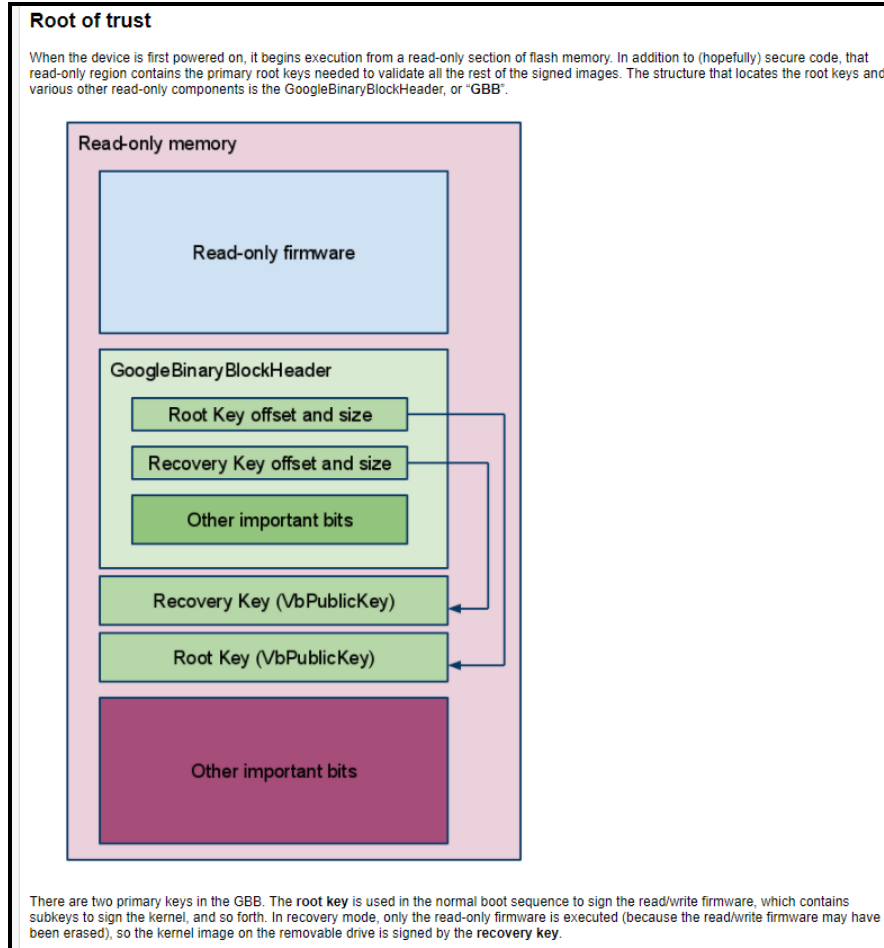 Root of trust
When the device is first powered on, it begins execution from a read-only section of flash memory. In addition to (hopefully) secure code, that
read-only region contains the primary root keys needed to validate all the rest of the signed images. The structure that locates the root keys and
various other read-only components is the GoogleBinaryBlockHeader, or “GBB”.
Read-only memory
Read-only firmware
GoogleBinaryBlockHeader
Root Key offset and size
Recovery Key offset and size
Other important bits
Recovery Key (VbPublicKey)
Root Key (VbPublicKey)
Other important bits
There are two primary keys in the GBB. The root key is used in the normal boot sequence to sign the read/write firmware, which contains
subkeys to sign the kernel, and so forth. In recovery mode, only the read-only firmware is executed (because the read/write firmware may have
been erased), so the kernel image on the removable drive is signed by the recovery key.